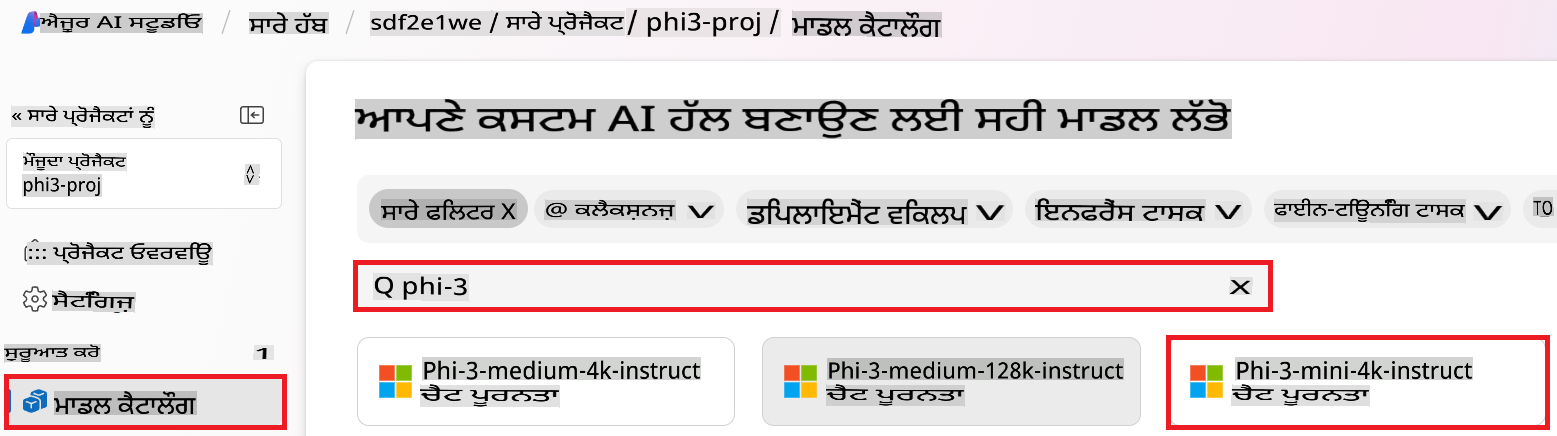 ਐਜ਼ੂਰ AI ਸਟੂਡੀਓ / ਸਾਰੇ ਹੱਬ / sdf2e1we / ਸਾਰੇ ਪ੍ਰੋਜੈਕਟ / phi3-proj / ਮਾਡਲ ਕੈਟਾਲੌਗ
« ਸਾਰੇ ਪ੍ਰੋਜੈਕਟਾਂ ਨੂੰ
ਮੌਜੂਦਾ ਪ੍ਰੋਜੈਕਟ
phi3-proj
ਪ੍ਰੋਜੈਕਟ ਓਵਰਵਿਊ
ਸੈਟਿੰਗਜ਼
ਸ਼ੁਰੂਆਤ ਕਰੋ 1
ਮਾਡਲ ਕੈਟਾਲੌਗ
ਆਪਣੇ ਕਸਟਮ AI ਹੱਲ ਬਣਾਉਣ ਲਈ ਸਹੀ ਮਾਡਲ ਲੱਭੋ
ਸਾਰੇ ਫਿਲਟਰ X @ ਕਲੈਕਸ਼ਨਜ਼ ਡਿਪਲਾਇਮੈਂਟ ਵਿਕਲਪ ਇਨਫਰੈਂਸ ਟਾਸਕ ਫਾਈਨ-ਟਿਊਨਿੰਗ ਟਾਸਕ TO
Q phi-3 X
Phi-3-medium-4k-instruct
ਚੈਟ ਪੂਰਨਤਾ
Phi-3-medium-128k-instruct
ਚੈਟ ਪੂਰਨਤਾ
Phi-3-mini-4k-instruct
ਚੈਟ ਪੂਰਨਤਾ